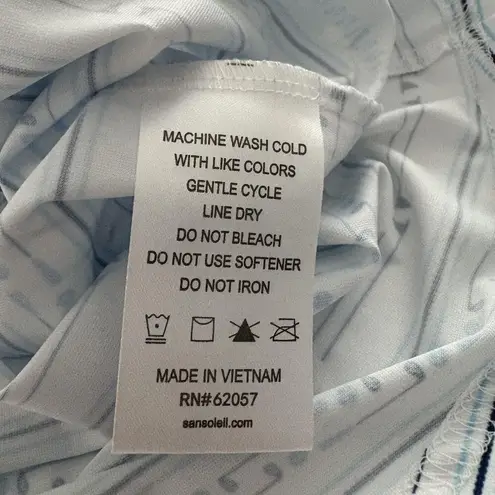 MACHINE WASH COLD
WITH LIKE COLORS
GENTLE CYCLE
LINE DRY
DO NOT BLEACH
DO NOT USE SOFTENER
DO NOT IRON
MADE IN VIETNAM
RN#62057
sansoleil.com